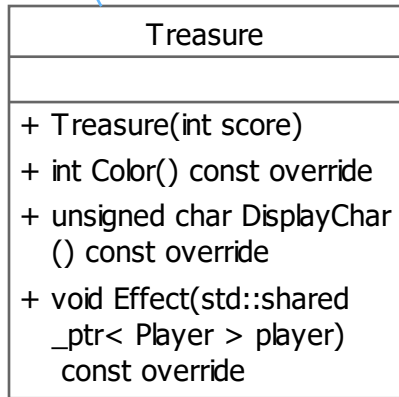 Treasure
+ Treasure(int score)
+ int Color() const override
+ unsigned char DisplayChar
() const override
+ void Effect(std::shared
_ptr< Player > player)
const override